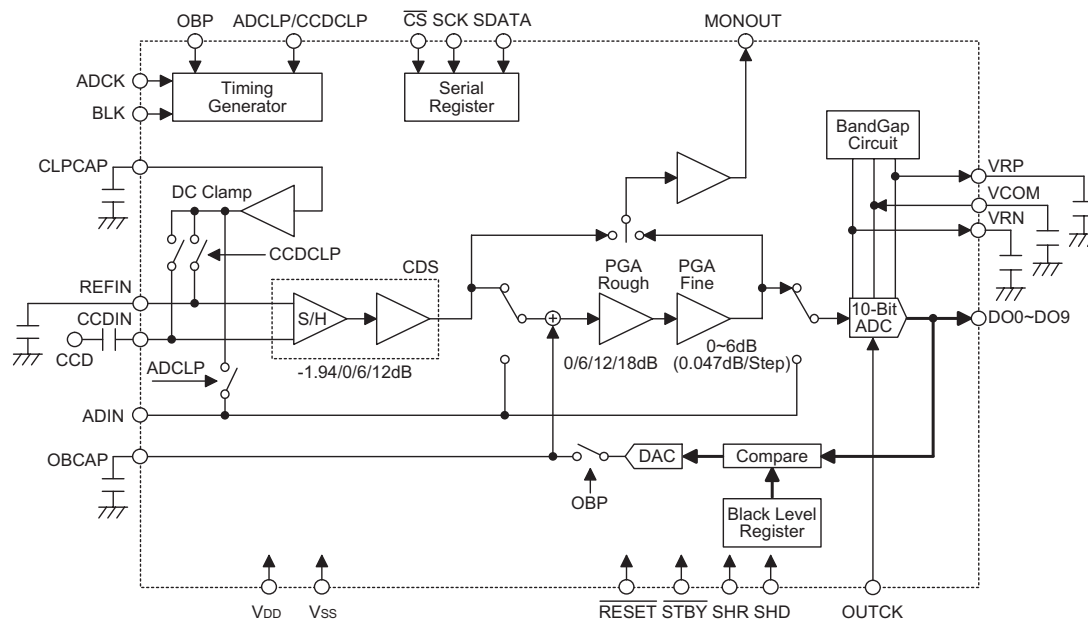 OBP ADCLP/CCDCLP CS SCK SDATA MONOUT
ADCK
BLK
Timing
Generator
Serial
Register
BandGap
Circuit
CLPCAP
DC Clamp
VRP
VCOM
VRN
CCDCLP
CDS
REFIN
CCDIN
CCD
S/H
-1.94/0/6/12dB
PGA
Rough
PGA
Fine
0/6/12/18dB
0~6dB
(0.047dB/Step)
10-Bit
ADC
DO0~DO9
ADCLP
ADIN
OBCAP
OBP
DAC
Compare
Black Level
Register
VDD VSS RESET STBY SHR SHD OUTCK